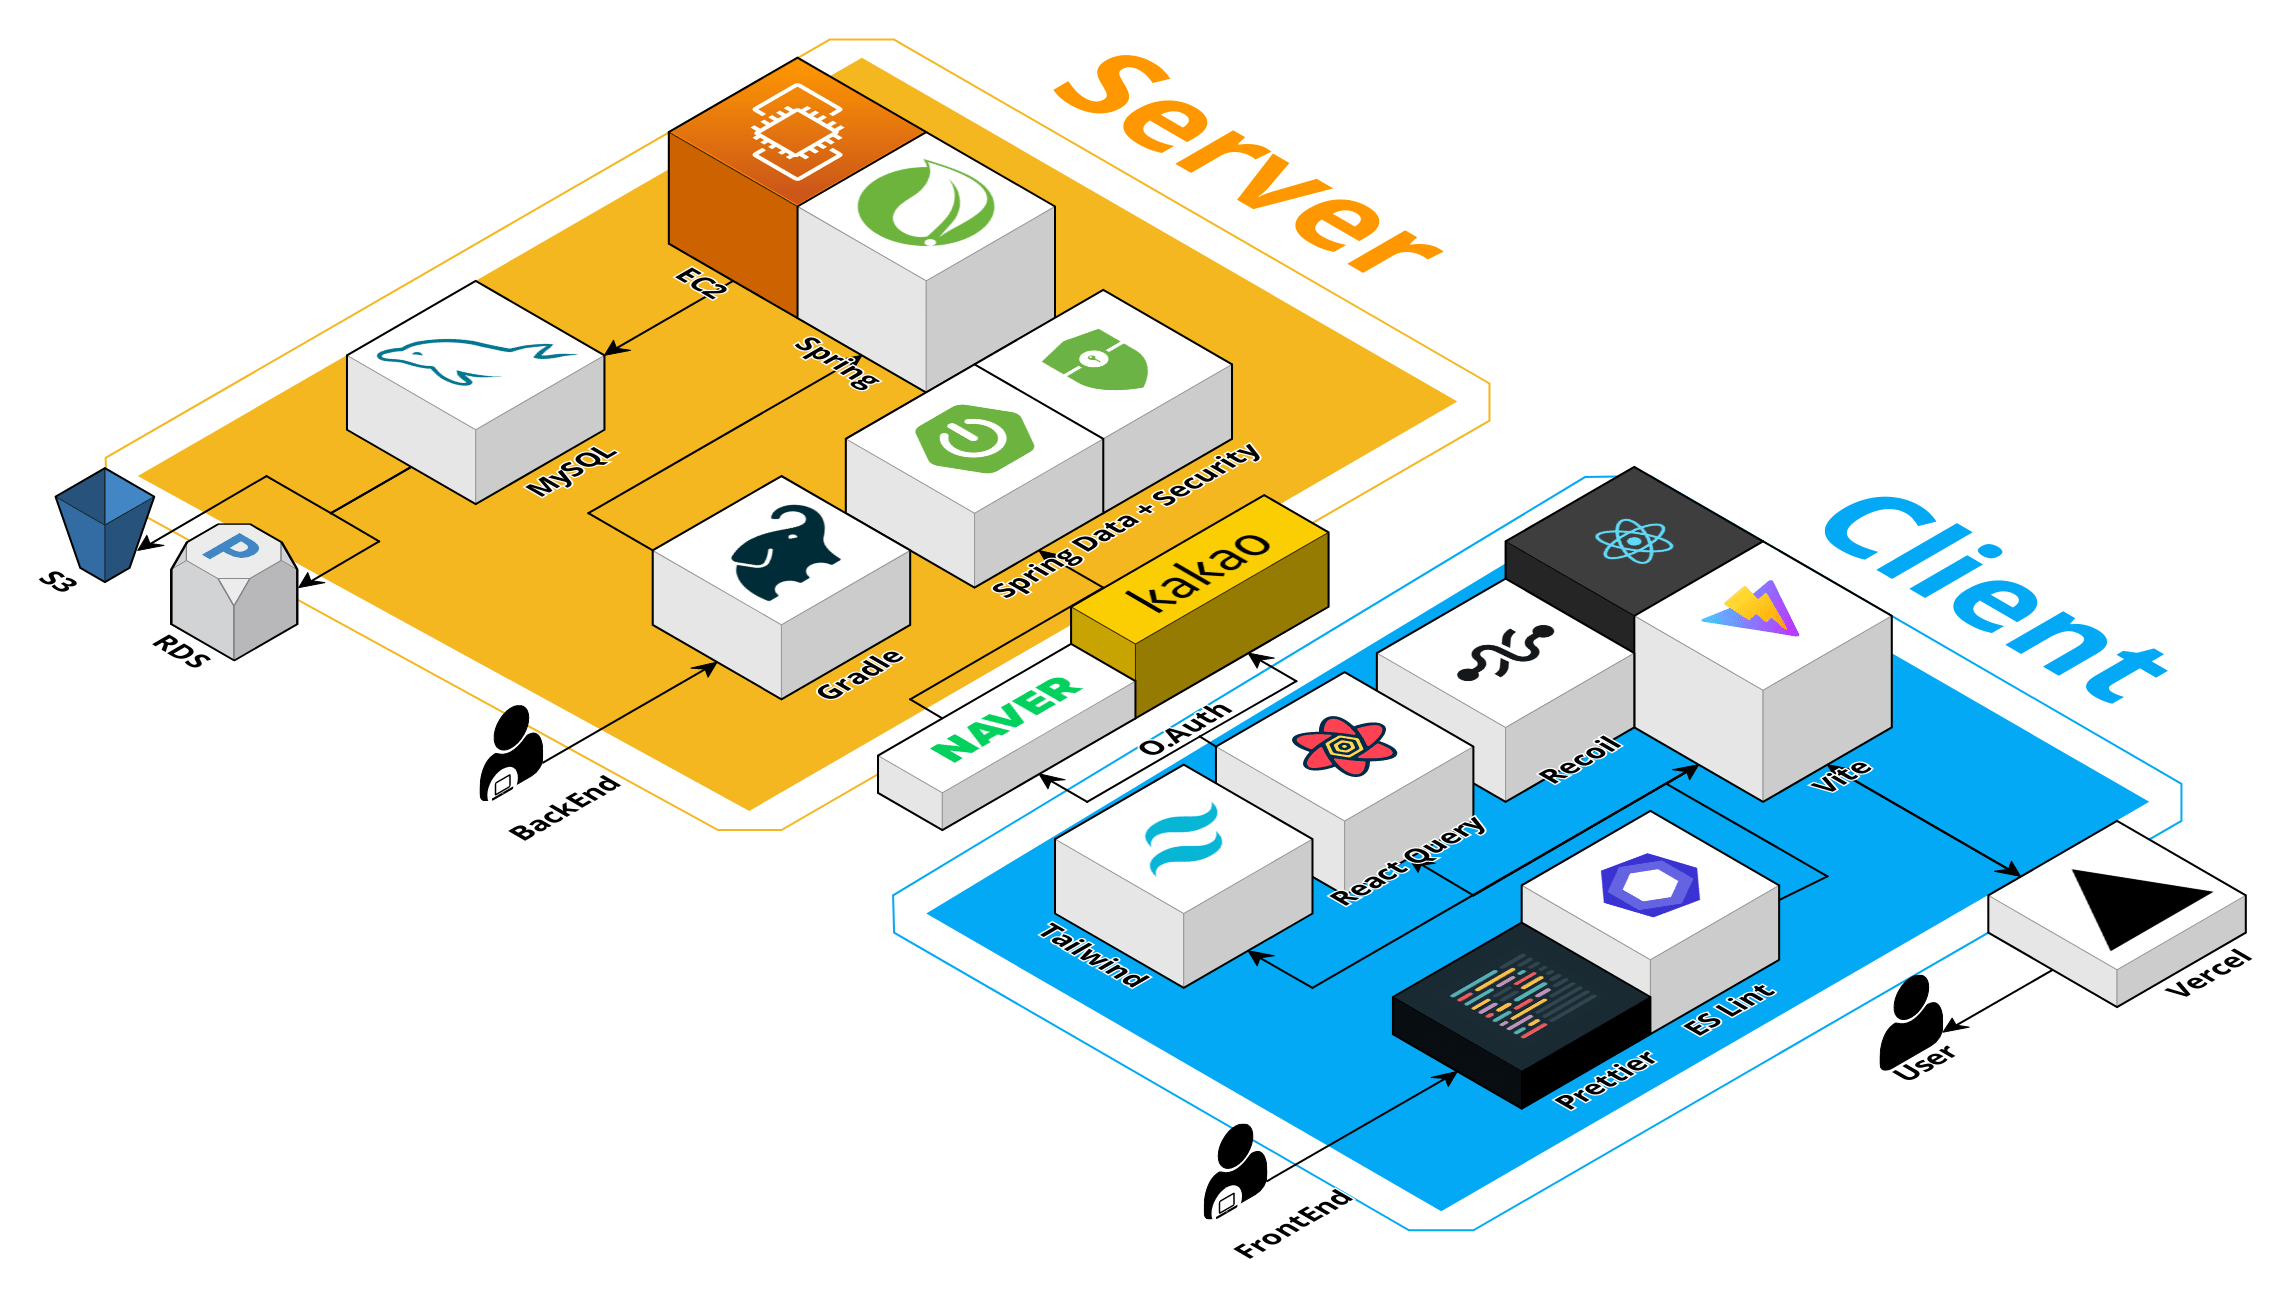 Server
EC2
Spring
MySQL
Spring Data + Security
S3
P
RDS
Gradle
kakao
NAVER
O.Auth
BackEnd
Client
Recoil
Vite
React-Query
Tailwind
ES Lint
Prettier
Vercel
User
FrontEnd